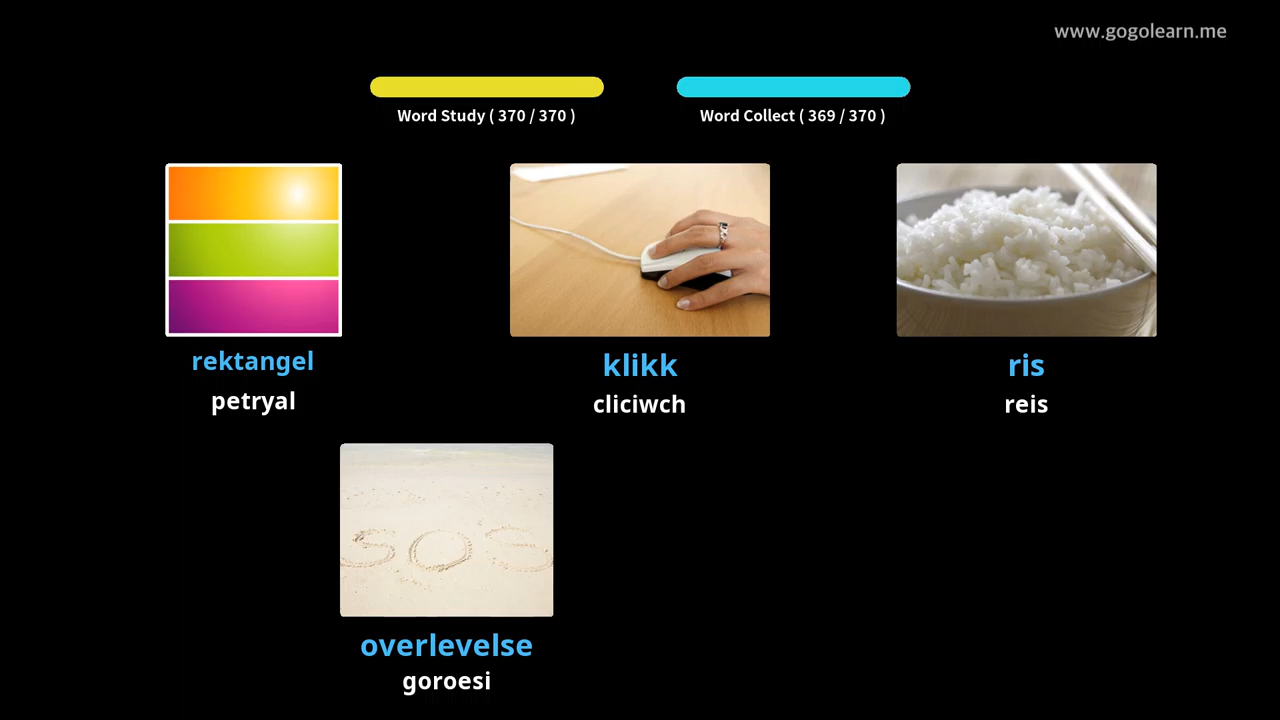 www.gogolearn.me
Word Study ( 370 / 370 )
Word Collect ( 369 / 370 )
rektangel
petryal
klikk
cliciwch
ris
reis
SOS
overlevelse
goroesi